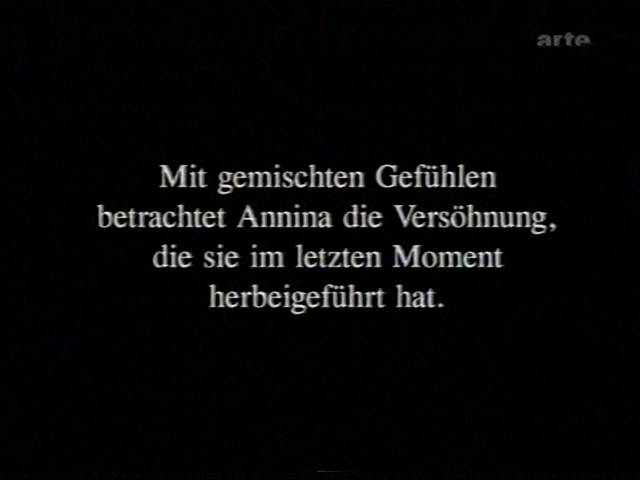 arte
Mit gemischten Gefühlen
betrachtet Annina die Versöhnung,
die sie im letzten Moment
herbeigeführt hat.